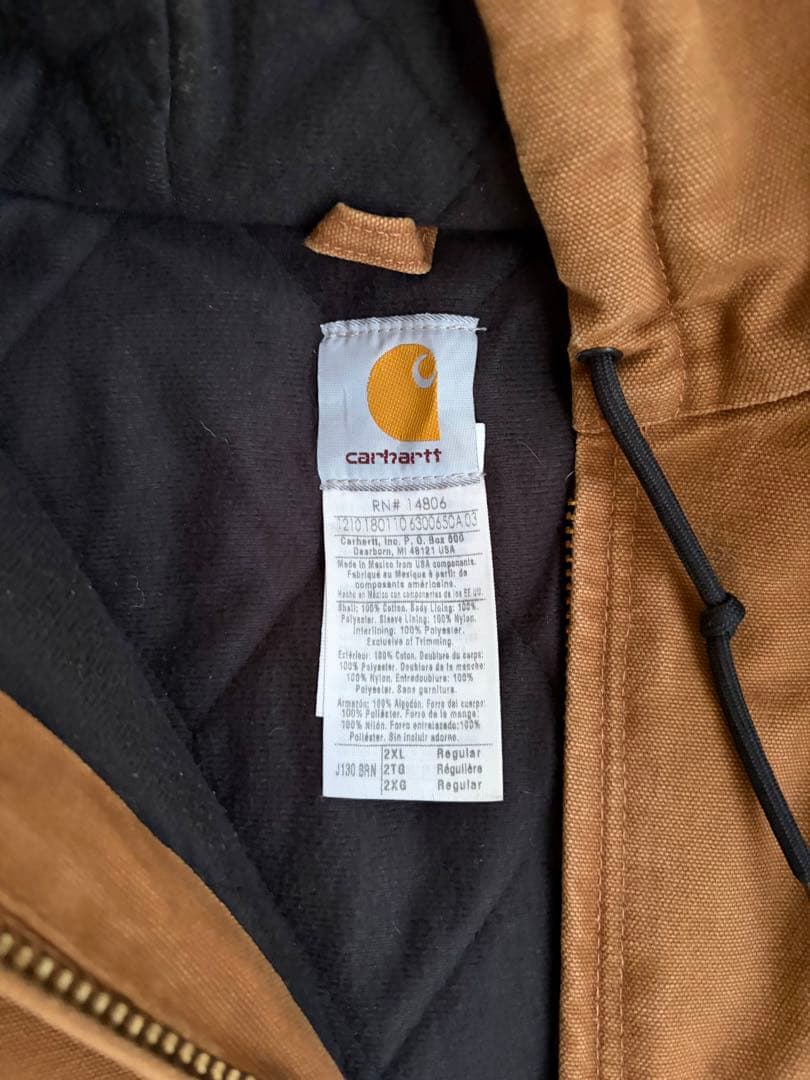 carhartt
RN# 14806
1210 180110 6300650A 03
Carhartt, Inc. P. O. Box 600
Dearborn, MI 48121 USA
Made in Mexico from USA components.
Fabriqué au Mexique à partir de
composants américains.
Hecho en México con componentes de los EE UU.
Shell: 100% Cotton. Body Lining: 100%
Polyester. Sleeve Lining: 100% Nylon.
Interlining: 100% Polyester.
Exclusive of Trimming.
Extérieur: 100% Coton. Doublure du corps:
100% Polyester. Doublure de la manche:
100% Nylon. Entredoublure: 100%
Polyester. Sans garniture.
Armazón: 100% Algodón. Forro del cuerpo:
100% Poliéster. Forro de la manga:
100% Nilón. Forro entrelazado:100%
Poliéster. Sin incluir adorno.
2XL Regular
J130 BRN 2TG Régulière
2XG Regular